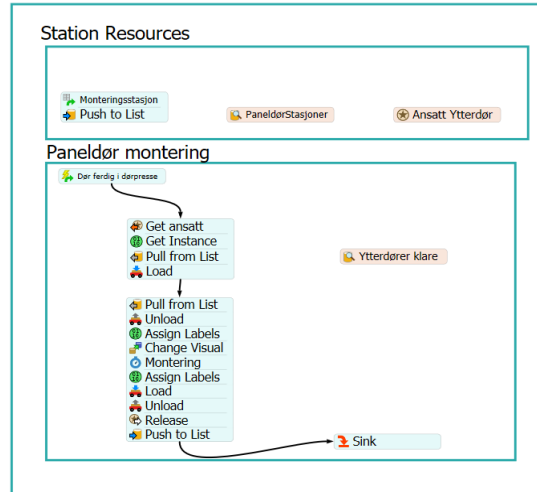 Station Resources
Monteringsstasjon
Push to List
PaneldørStasjoner
Ansatt Ytterdør
Paneldør montering
Dør ferdig i dørpresse
Get ansatt
Get Instance
Pull from List
Load
Ytterdører klare
Pull from List
Unload
Assign Labels
Change Visual
Montering
Assign Labels
Load
Unload
Release
Push to List
Sink